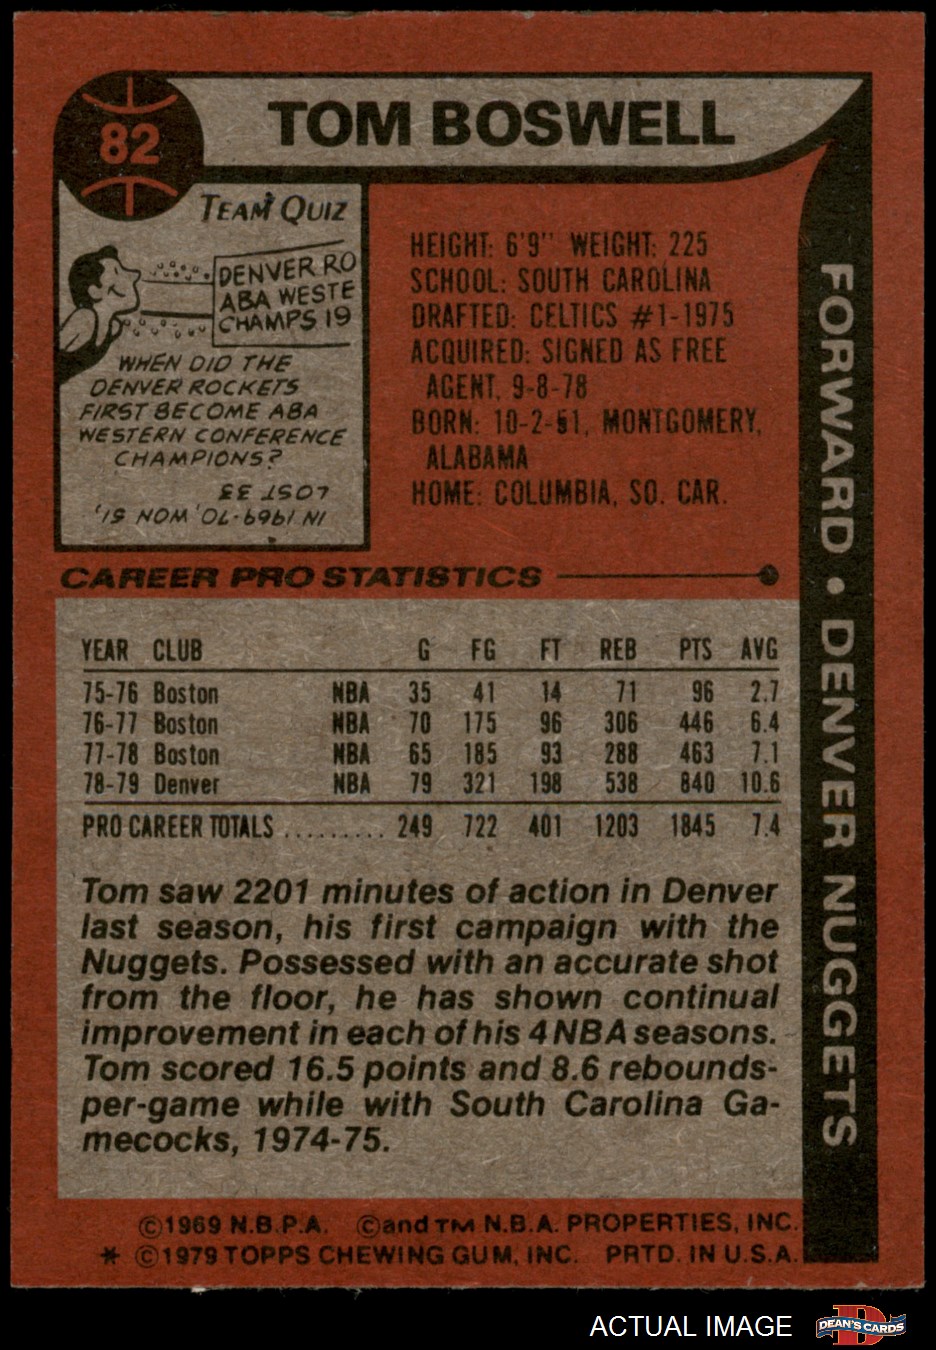 82
TOM BOSWELL
TEAM QUIZ
DENVER RO
ABA WESTE
CHAMPS 19
WHEN DID THE
DENVER ROCKETS
FIRST BECOME ABA
WESTERN CONFERENCE
CHAMPIONS?
IN 1969-70, WON 51,
LOST 33
HEIGHT: 6'9" WEIGHT: 225
SCHOOL: SOUTH CAROLINA
DRAFTED: CELTICS #1-1975
ACQUIRED: SIGNED AS FREE
AGENT, 9-8-78
BORN: 10-2-51, MONTGOMERY,
ALABAMA
HOME: COLUMBIA, SO. CAR.
FORWARD • DENVER NUGGETS
CAREER PRO STATISTICS
YEAR CLUB G FG FT REB PTS AVG
75-76 Boston NBA 35 41 14 71 96 2.7
76-77 Boston NBA 70 175 96 306 446 6.4
77-78 Boston NBA 65 185 93 288 463 7.1
78-79 Denver NBA 79 321 198 538 840 10.6
PRO CAREER TOTALS ......... 249 722 401 1203 1845 7.4
Tom saw 2201 minutes of action in Denver
last season, his first campaign with the
Nuggets. Possessed with an accurate shot
from the floor, he has shown continual
improvement in each of his 4 NBA seasons.
Tom scored 16.5 points and 8.6 rebounds-
per-game while with South Carolina Ga-
mecocks, 1974-75.
©1969 N.B.P.A. ©and TM N.B.A. PROPERTIES, INC.
* ©1979 TOPPS CHEWING GUM, INC. PRTD. IN U.S.A.
ACTUAL IMAGE
DEAN'S CARDS